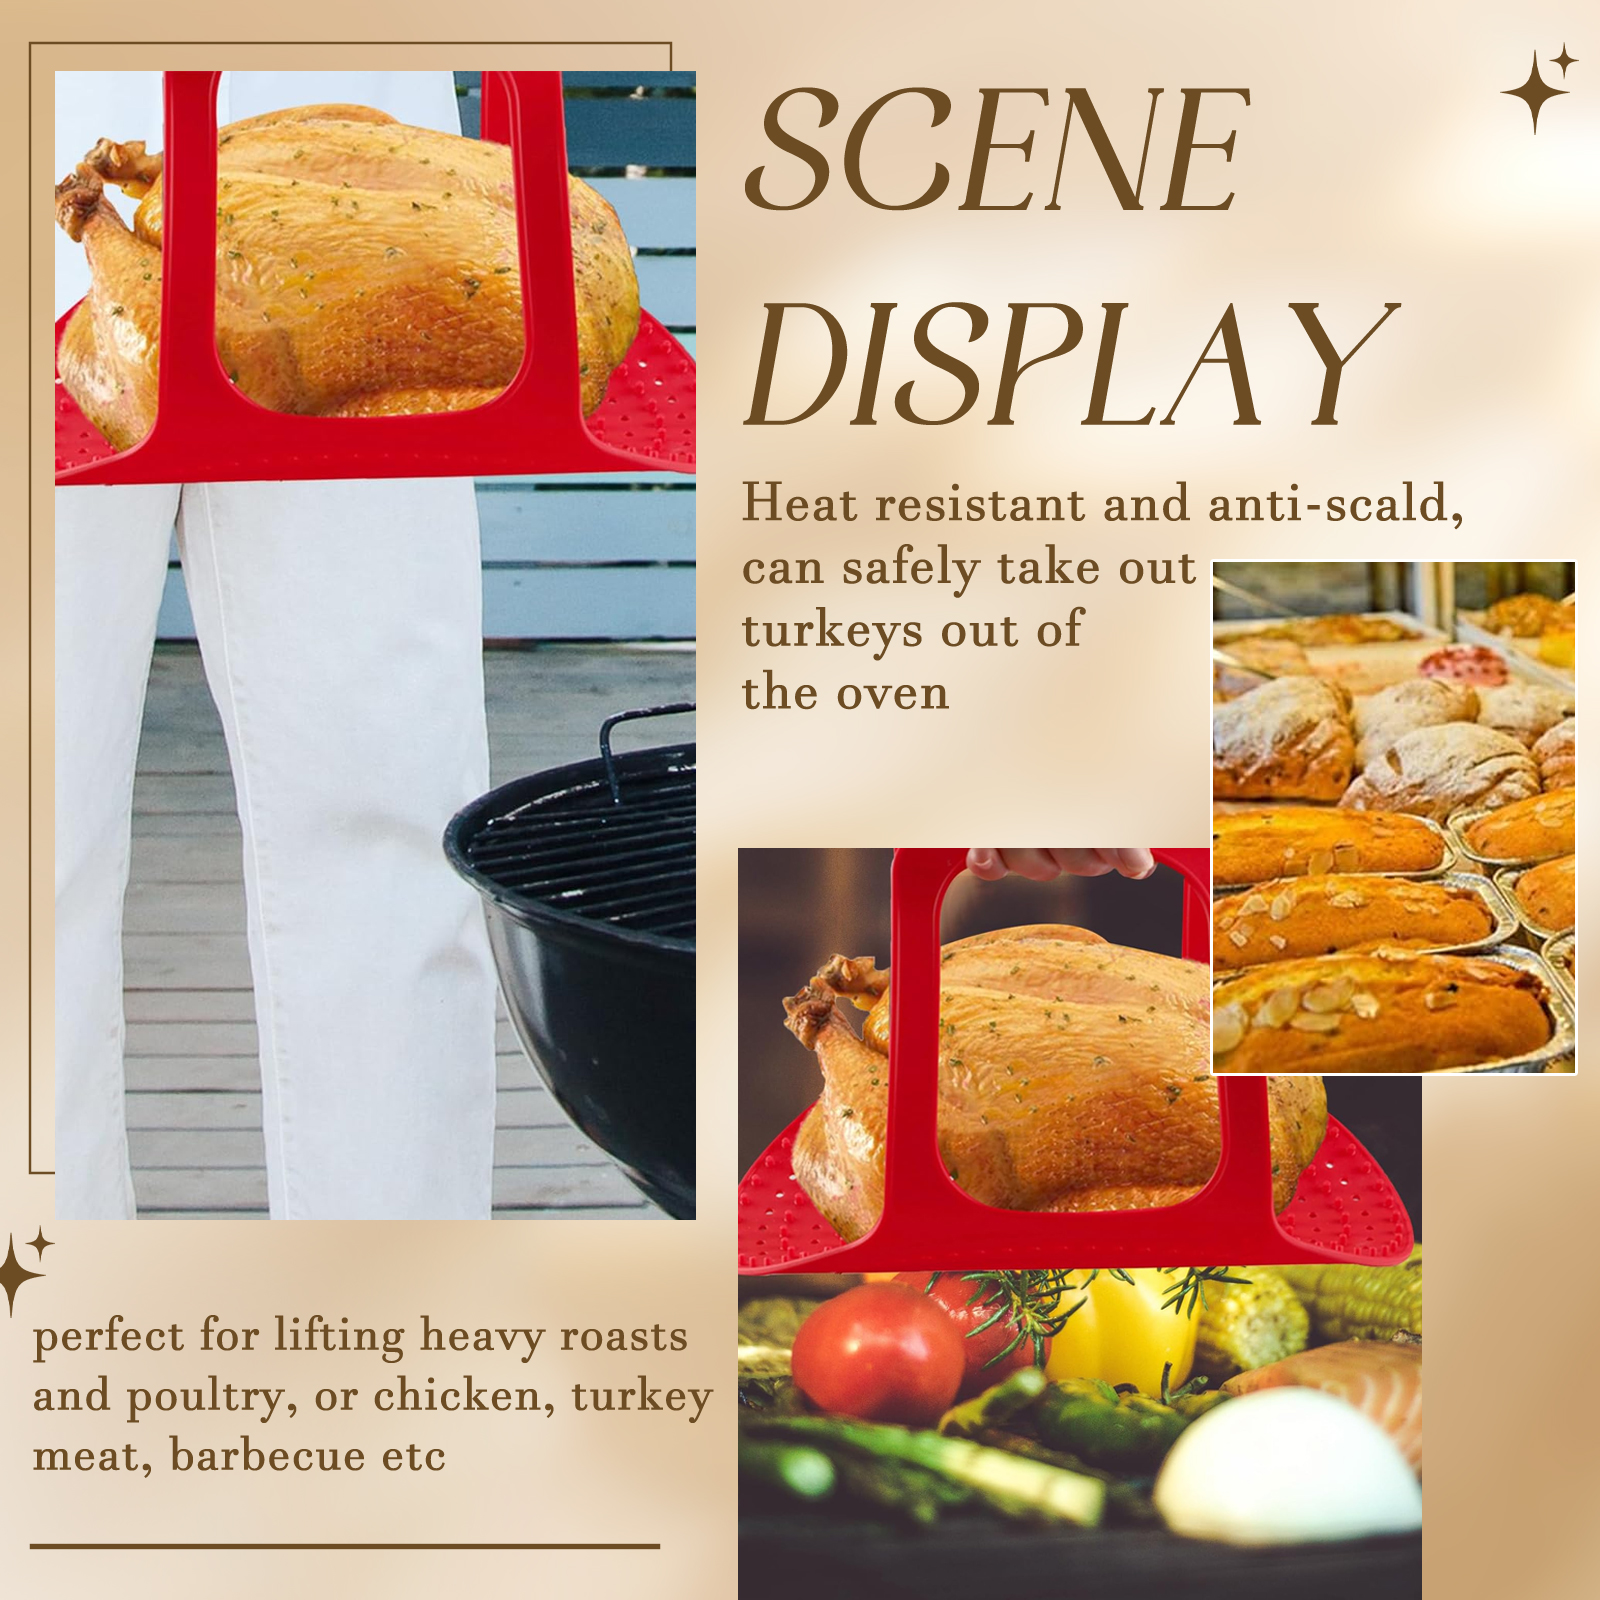 SCENE
DISPLAY
Heat resistant and anti-scald,
can safely take out
turkeys out of
the oven
perfect for lifting heavy roasts
and poultry, or chicken, turkey
meat, barbecue etc